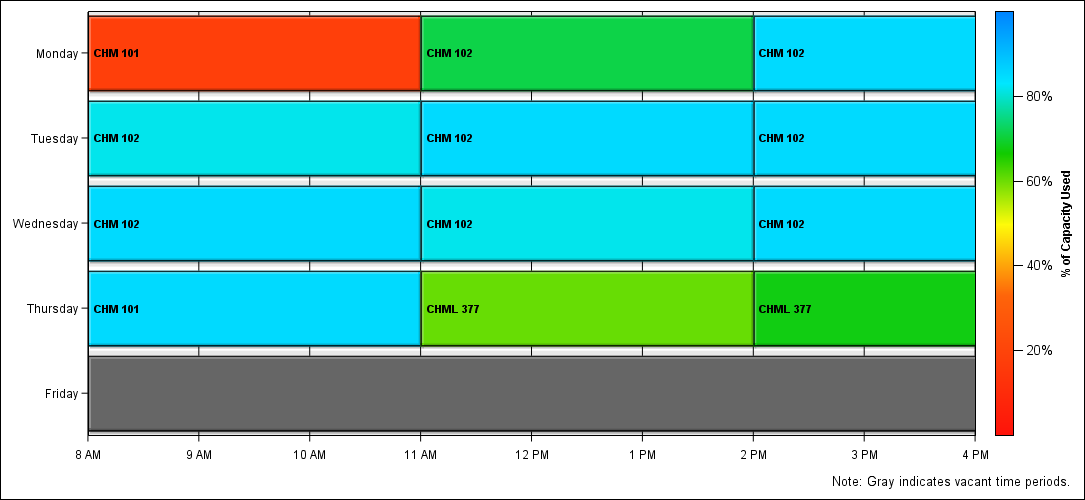 Monday
CHM 101
CHM 102
CHM 102
Tuesday
CHM 102
CHM 102
CHM 102
Wednesday
CHM 102
CHM 102
CHM 102
Thursday
CHM 101
CHML 377
CHML 377
Friday
8 AM
9 AM
10 AM
11 AM
12 PM
1 PM
2 PM
3 PM
4 PM
80%
60%
40%
20%
% of Capacity Used
Note: Gray indicates vacant time periods.